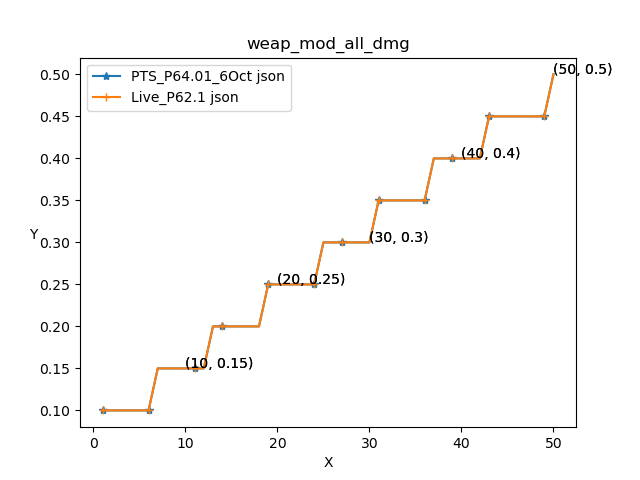 weap_mod_all_dmg
PTS_P64.01_6Oct json
Live_P62.1 json
(50, 0.5)
(40, 0.4)
(30, 0.3)
(20, 0.25)
(10, 0.15)
Y
0.50
0.45
0.40
0.35
0.30
0.25
0.20
0.15
0.10
0 10 20 30 40 50
X